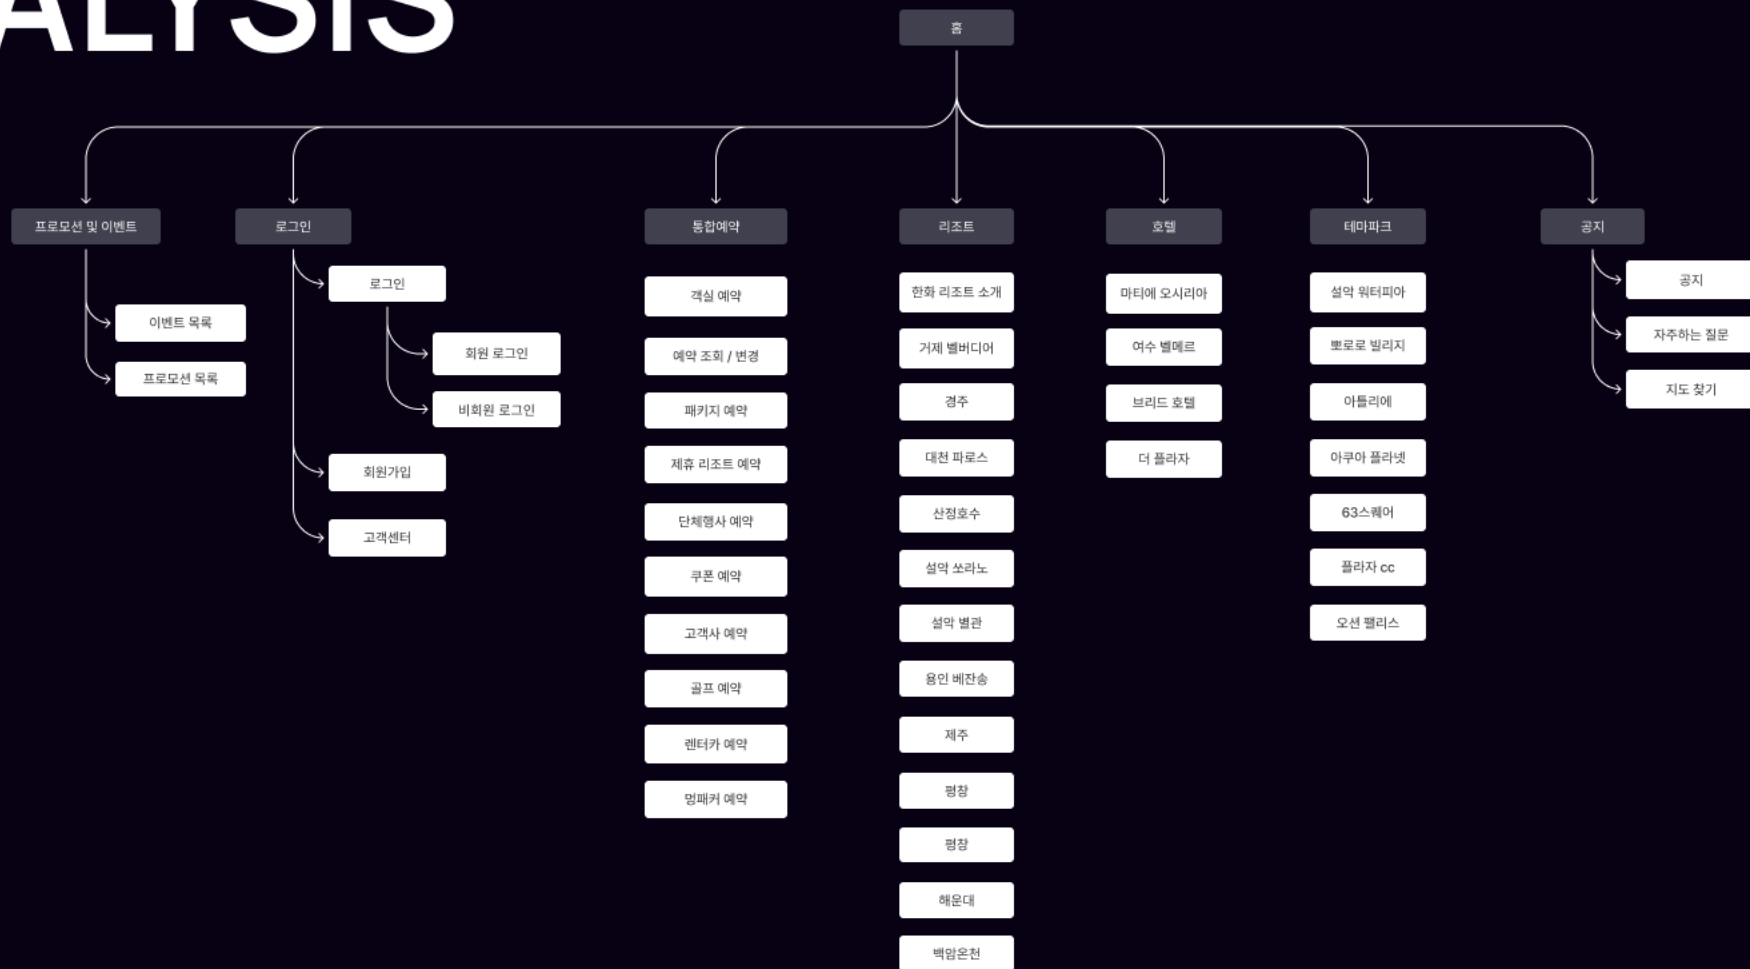 ALYSIS
홈
프로모션 및 이벤트
이벤트 목록
프로모션 목록
로그인
로그인
회원 로그인
비회원 로그인
회원가입
고객센터
통합예약
객실 예약
예약 조회 / 변경
패키지 예약
제휴 리조트 예약
단체행사 예약
쿠폰 예약
고객사 예약
골프 예약
렌터카 예약
멍패커 예약
리조트
한화 리조트 소개
거제 벨버디어
경주
대천 파로스
산정호수
설악 쏘라노
설악 별관
용인 베잔송
제주
평창
평창
해운대
백암온천
호텔
마티에 오시리아
여수 벨메르
브리드 호텔
더 플라자
테마파크
설악 워터피아
뽀로로 빌리지
아틀리에
아쿠아 플라넷
63스퀘어
플라자 cc
오션 팰리스
공지
공지
자주하는 질문
지도 찾기